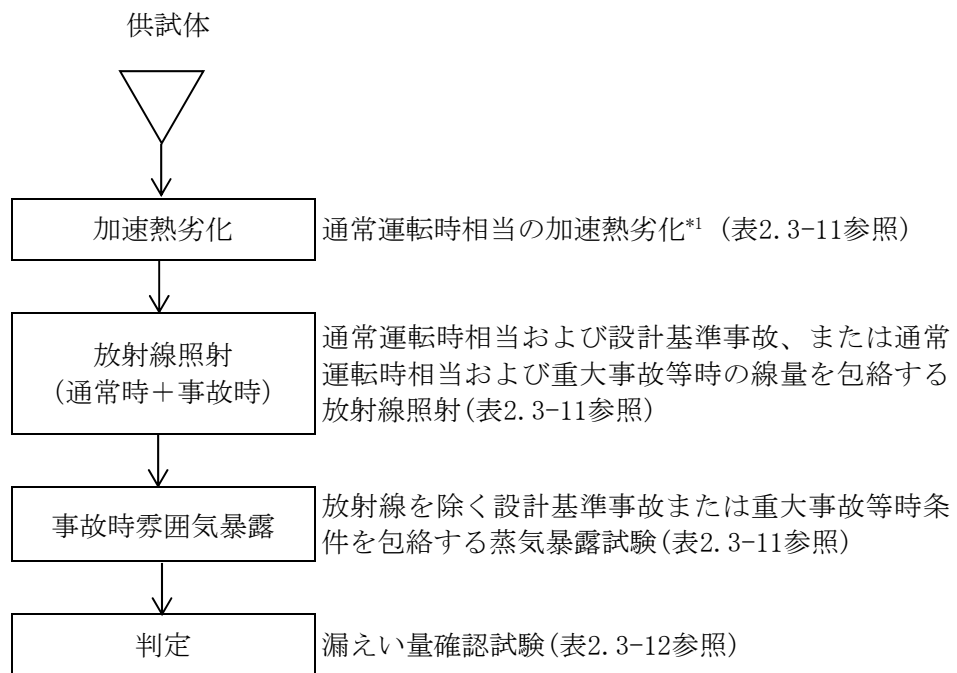 供試体
加速熱劣化
通常運転時相当の加速熱劣化*1 (表2.3-11参照)
放射線照射
(通常時＋事故時)
通常運転時相当および設計基準事故、または通常
運転時相当および重大事故等時の線量を包絡する
放射線照射(表2.3-11参照)
事故時雰囲気暴露
放射線を除く設計基準事故または重大事故等時条
件を包絡する蒸気暴露試験(表2.3-11参照)
判定
漏えい量確認試験(表2.3-12参照)